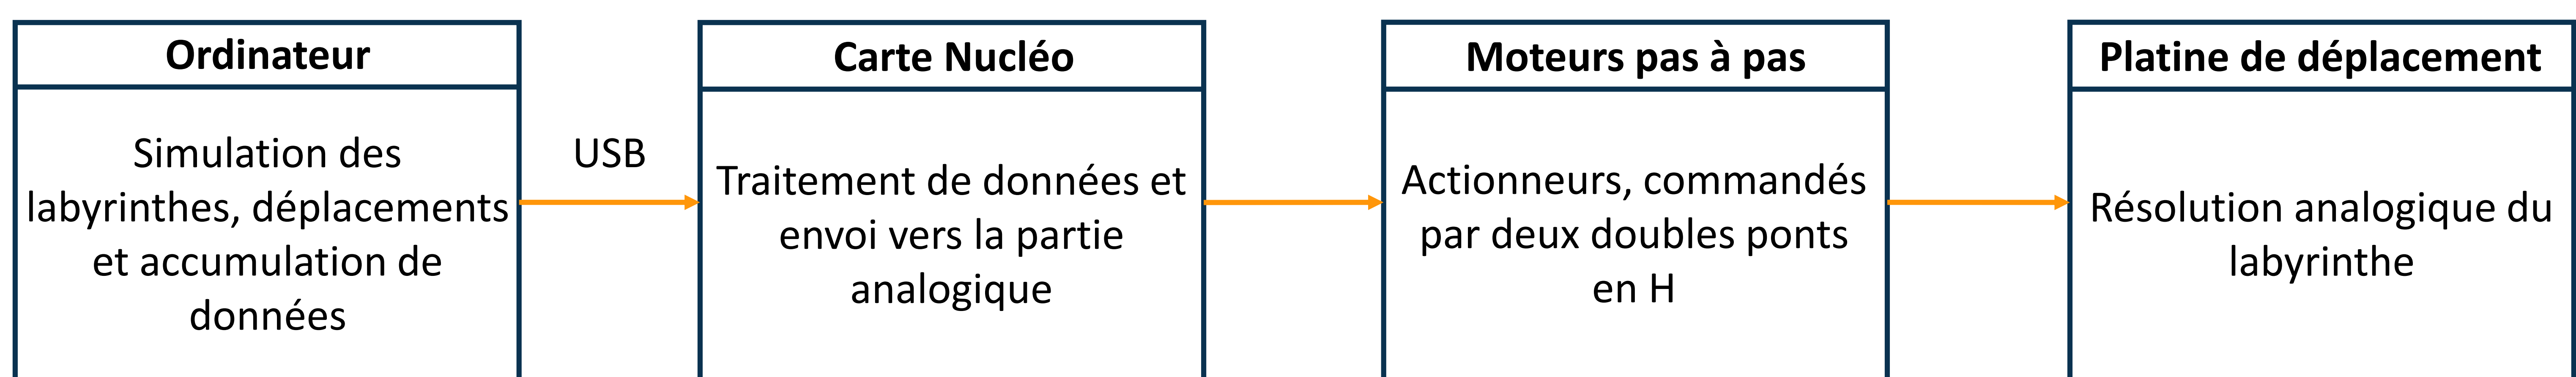 Ordinateur
Simulation des
labyrinthes, déplacements
et accumulation de
données
USB
Carte Nucléo
Traitement de données et
envoi vers la partie
analogique
Moteurs pas à pas
Actionneurs, commandés
par deux doubles ponts
en H
Platine de déplacement
Résolution analogique du
labyrinthe